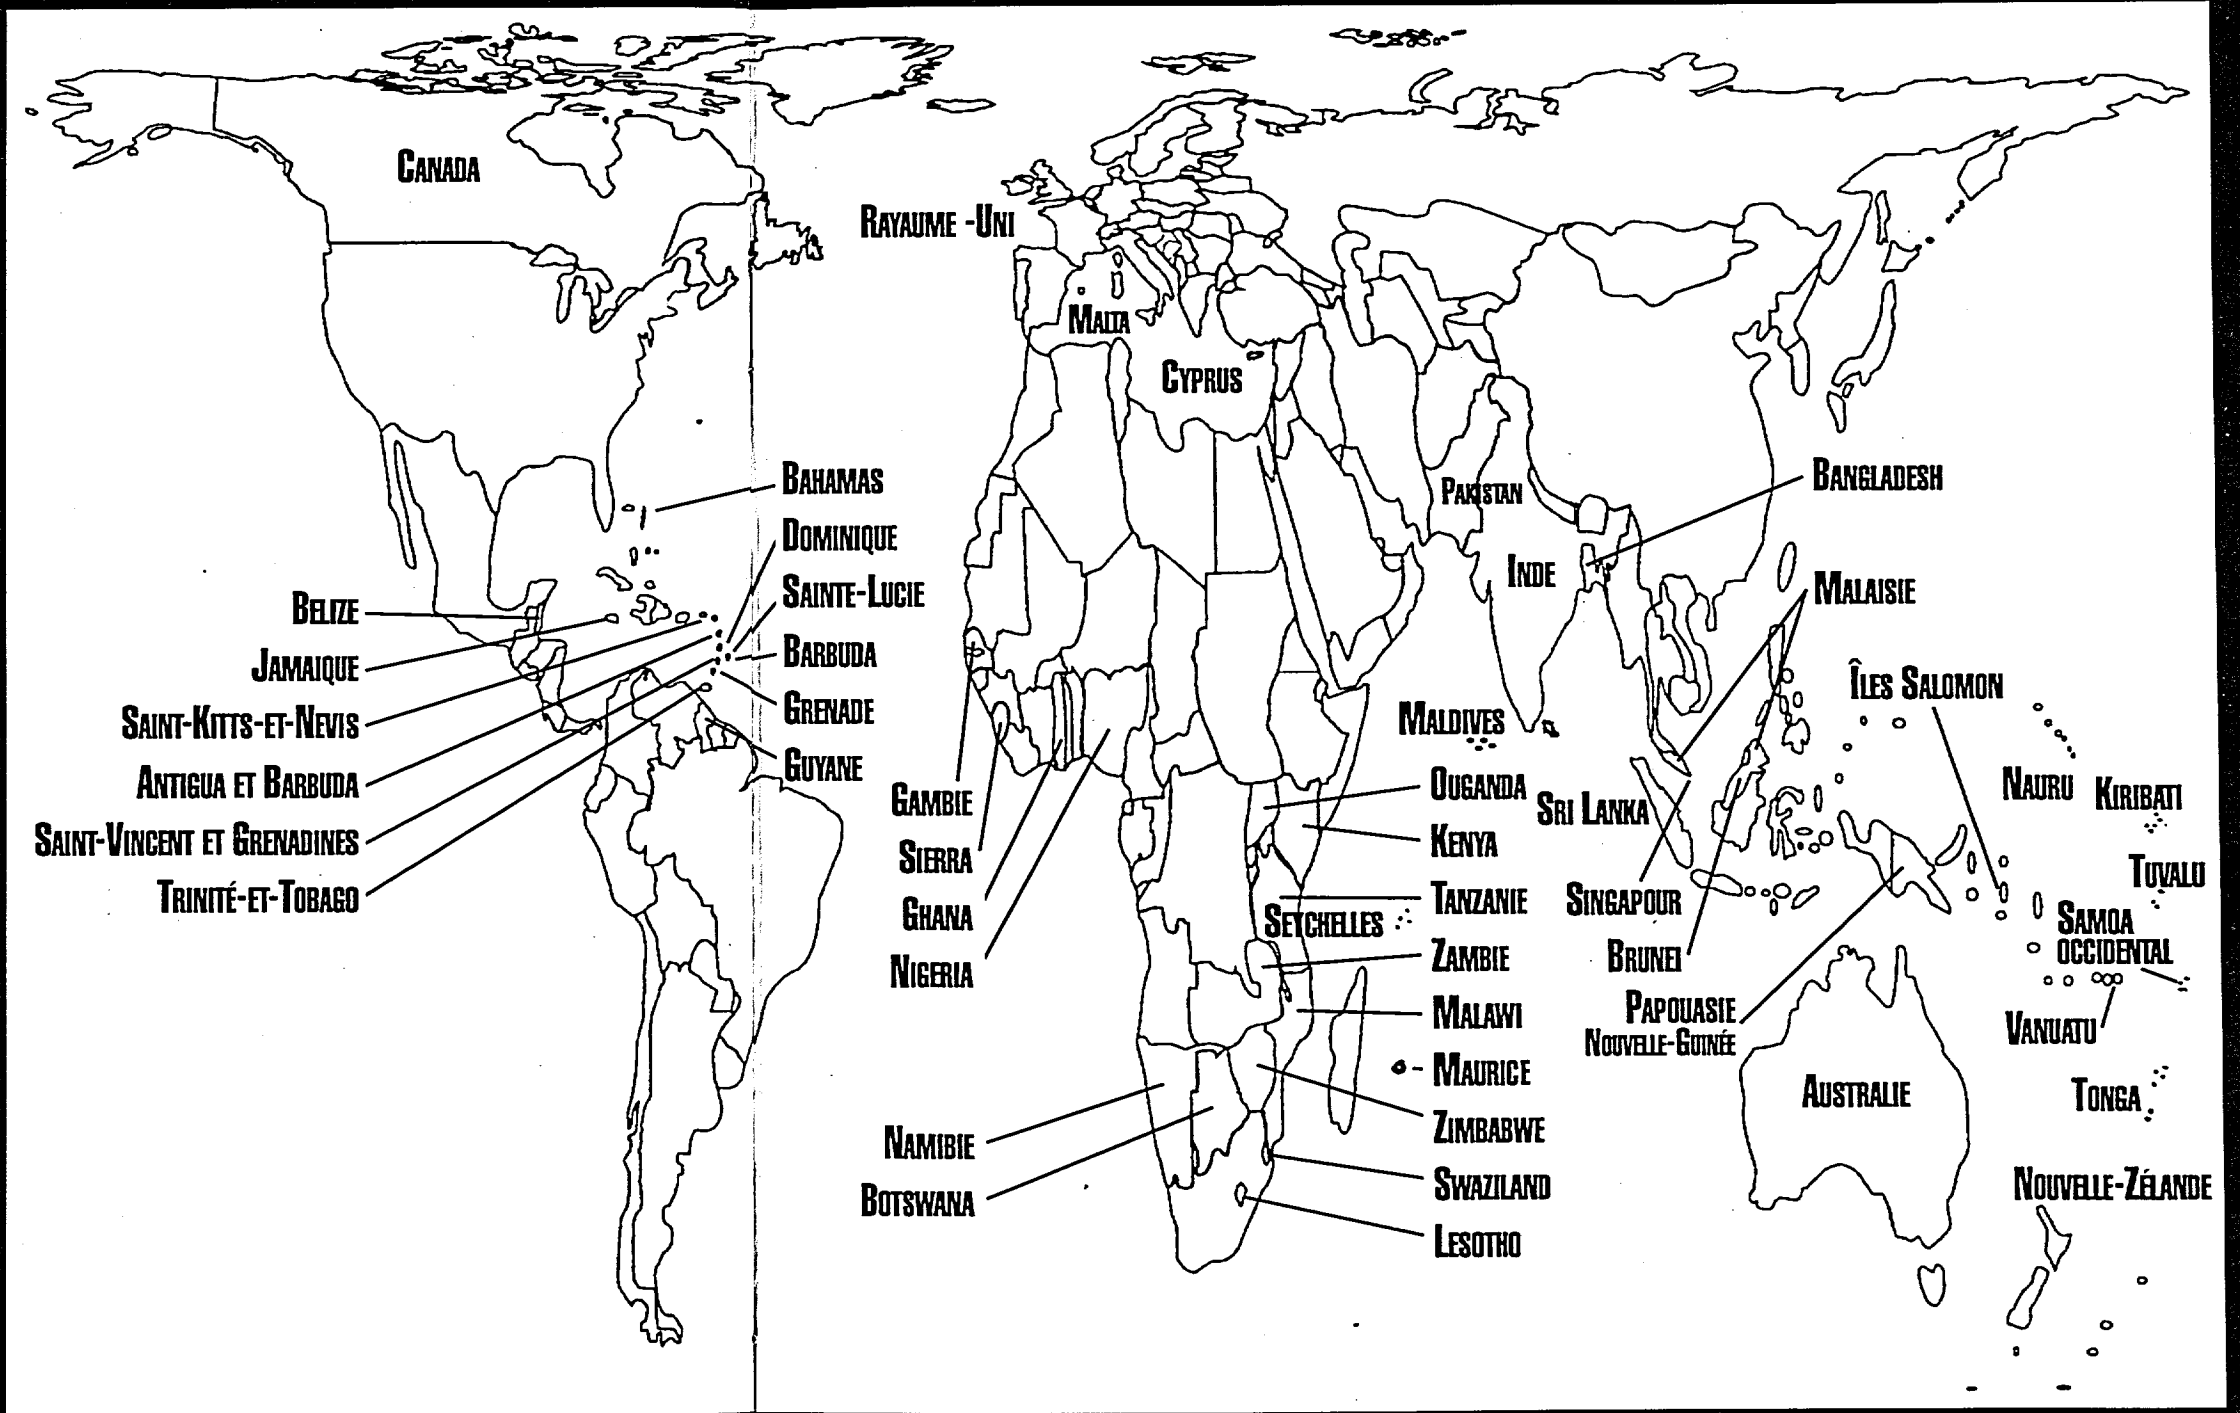 CANADA
RAYAUME -UNI
MALTA
CYPRUS
BAHAMAS
DOMINIQUE
SAINTE-LUCIE
BARBUDA
GRENADE
GUYANE
BELIZE
JAMAIQUE
SAINT-KITTS-ET-NEVIS
ANTIGUA ET BARBUDA
SAINT-VINCENT ET GRENADINES
TRINITÉ-ET-TOBAGO
GAMBIE
SIERRA
GHANA
NIGERIA
NAMIBIE
BOTSWANA
PAKISTAN
INDE
BANGLADESH
MALAISIE
MALDIVES
OUGANDA
KENYA
TANZANIE
SEYCHELLES
ZAMBIE
MALAWI
MAURICE
ZIMBABWE
SWAZILAND
LESOTHO
SRI LANKA
SINGAPOUR
BRUNEI
PAPOUASIE
NOUVELLE-GUINÉE
ÎLES SALOMON
NAURU
KIRIBATI
TUVALU
SAMOA
OCCIDENTAL
VANUATU
TONGA
AUSTRALIE
NOUVELLE-ZÉLANDE